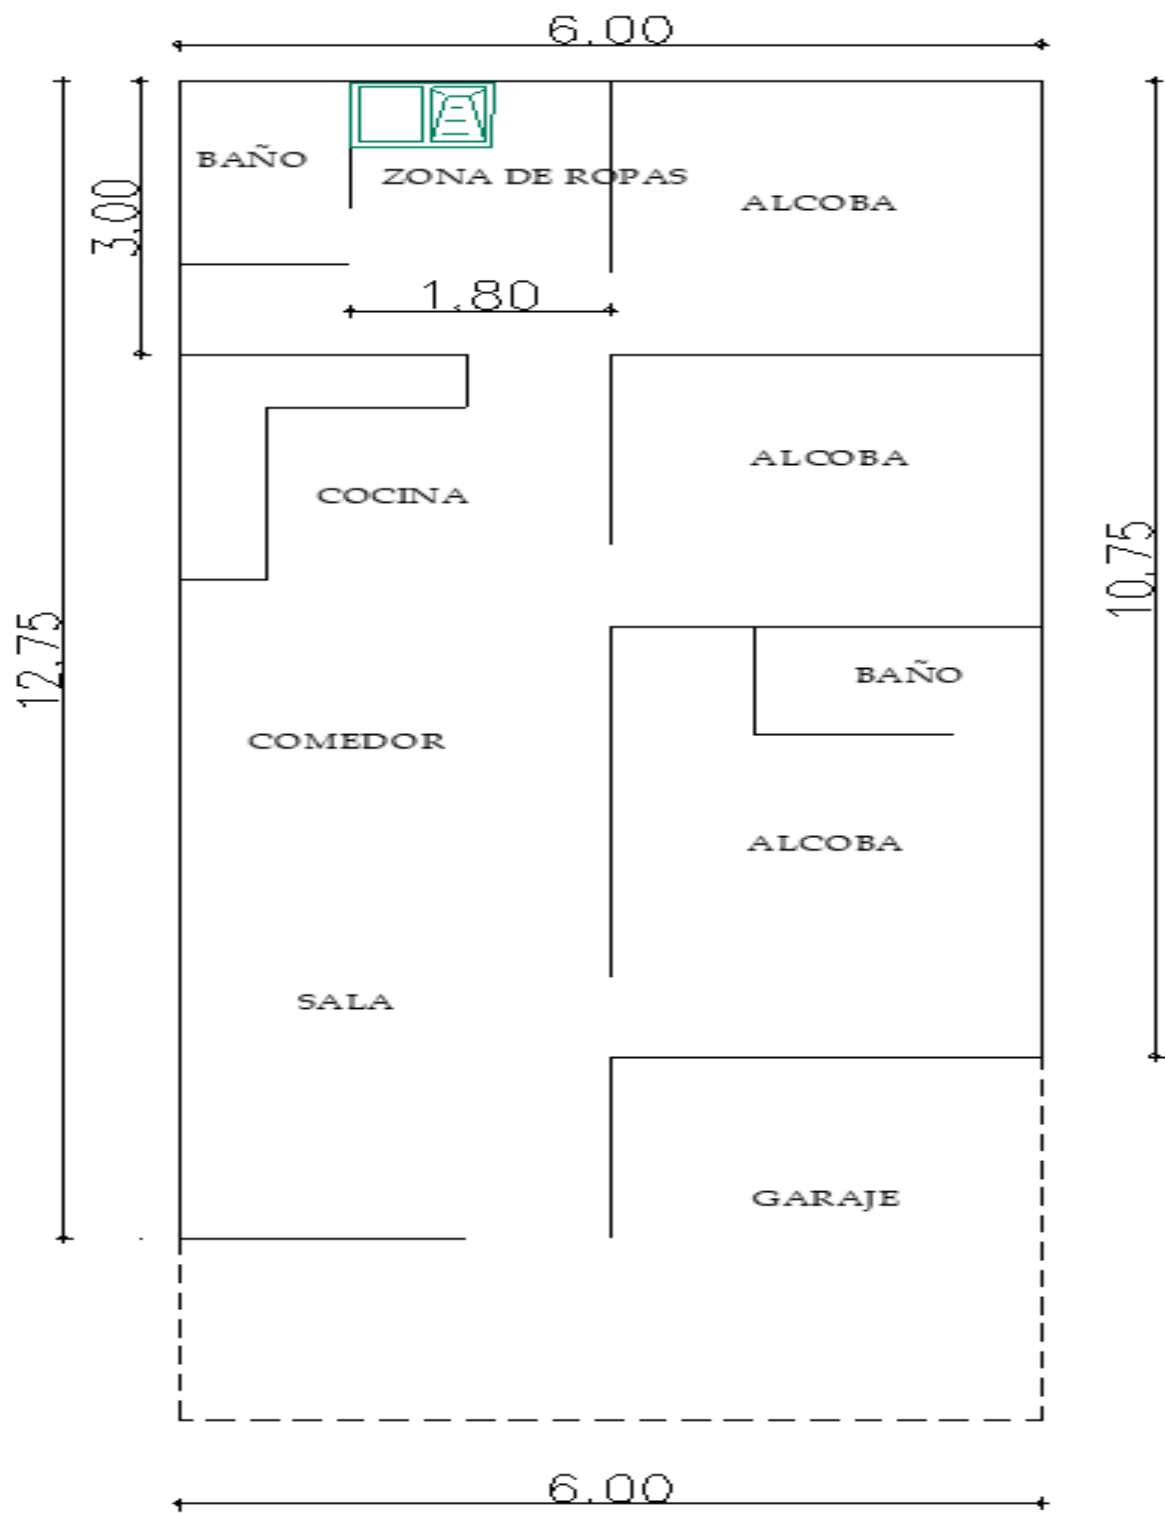 6.00
BAÑO
ZONA DE ROPAS
ALCOBA
3.00
1.80
ALCOBA
COCINA
10.75
12.75
BAÑO
COMEDOR
ALCOBA
SALA
GARAJE
6.00